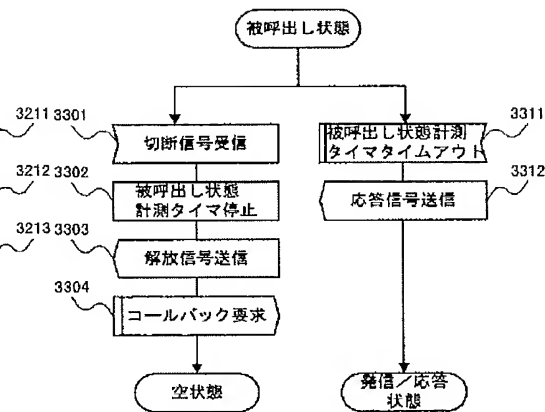 被呼出し状態
3211 3301
切断信号受信
被呼出し状態計測
タイマタイムアウト
3311
3212 3302
被呼出し状態
計測タイマ停止
応答信号送信
3312
3213 3303
解放信号送信
3304
コールバック要求
空状態
発信/応答
状態